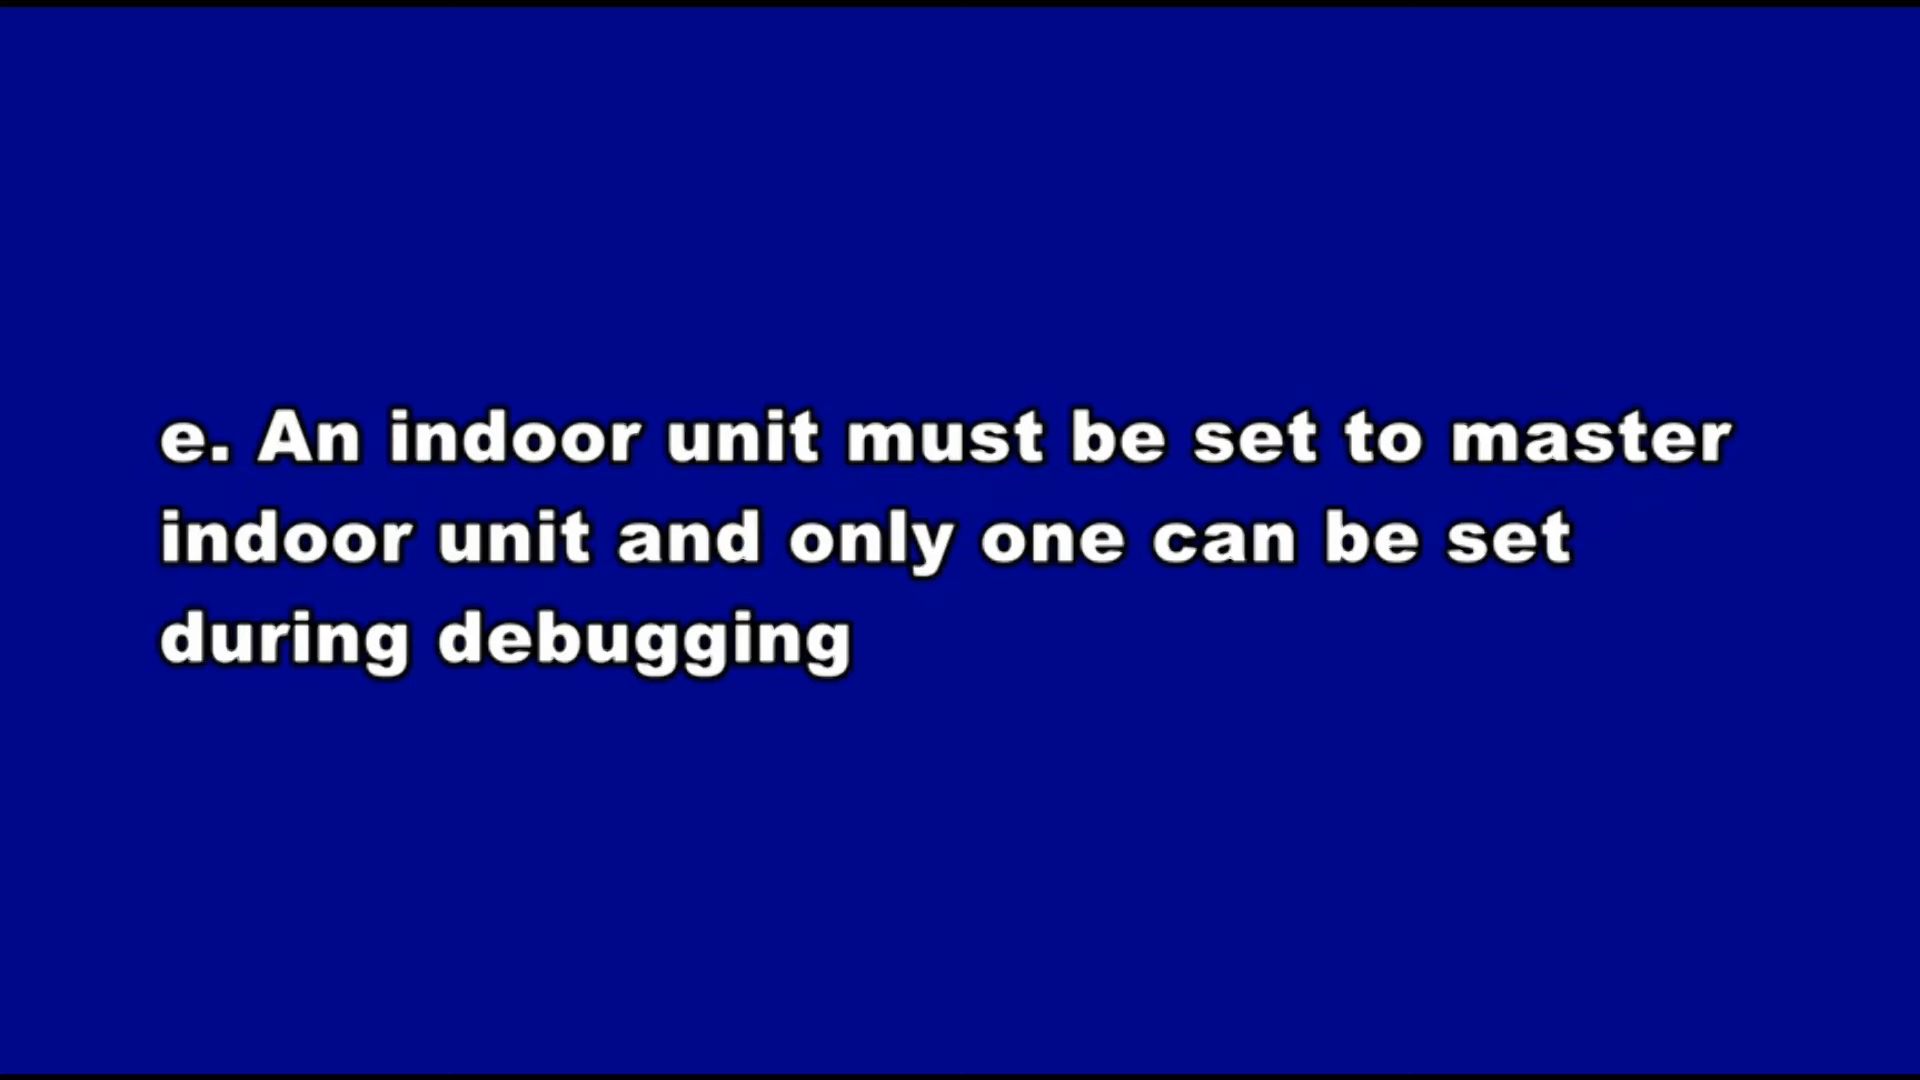 e. An indoor unit must be set to master
indoor unit and only one can be set
during debugging